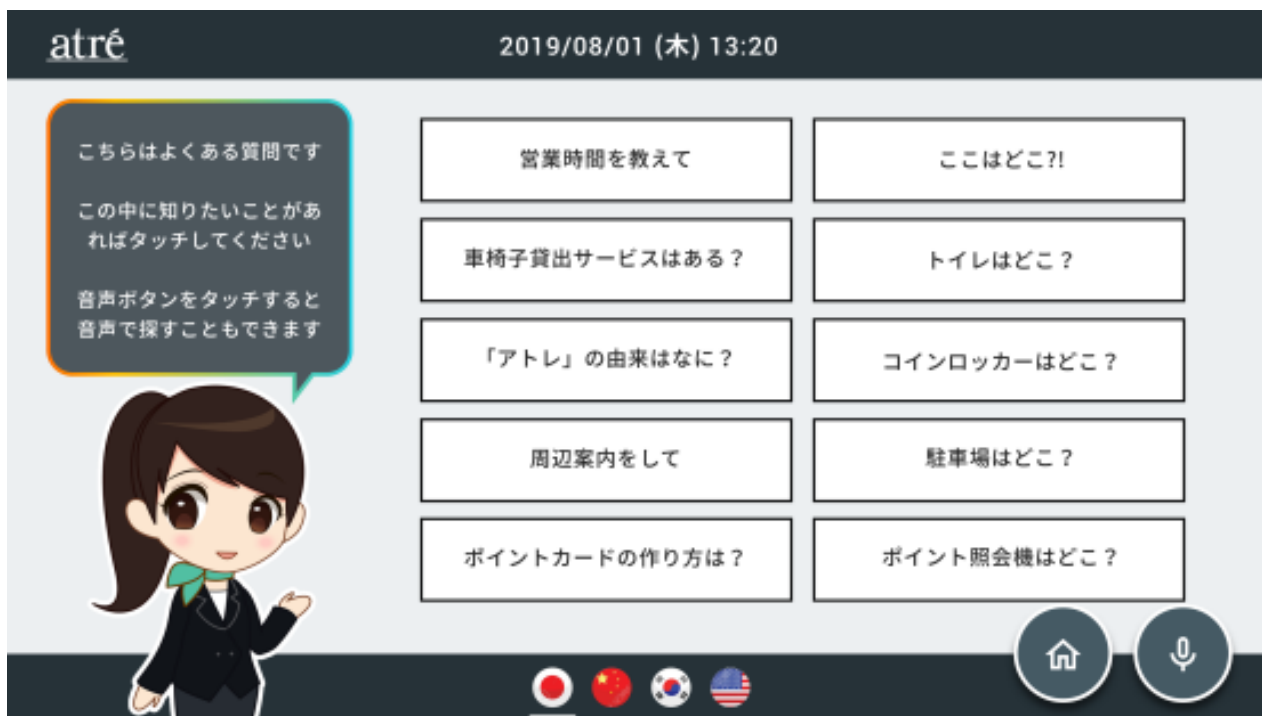 atré
2019/08/01 (木) 13:20
こちらはよくある質問です
この中に知りたいことがあ
ればタッチしてください
音声ボタンをタッチすると
音声で探すこともできます
営業時間を教えて
ここはどこ?!
車椅子貸出サービスはある？
トイレはどこ？
「アトレ」の由来はなに？
コインロッカーはどこ？
周辺案内をして
駐車場はどこ？
ポイントカードの作り方は？
ポイント照会機はどこ？